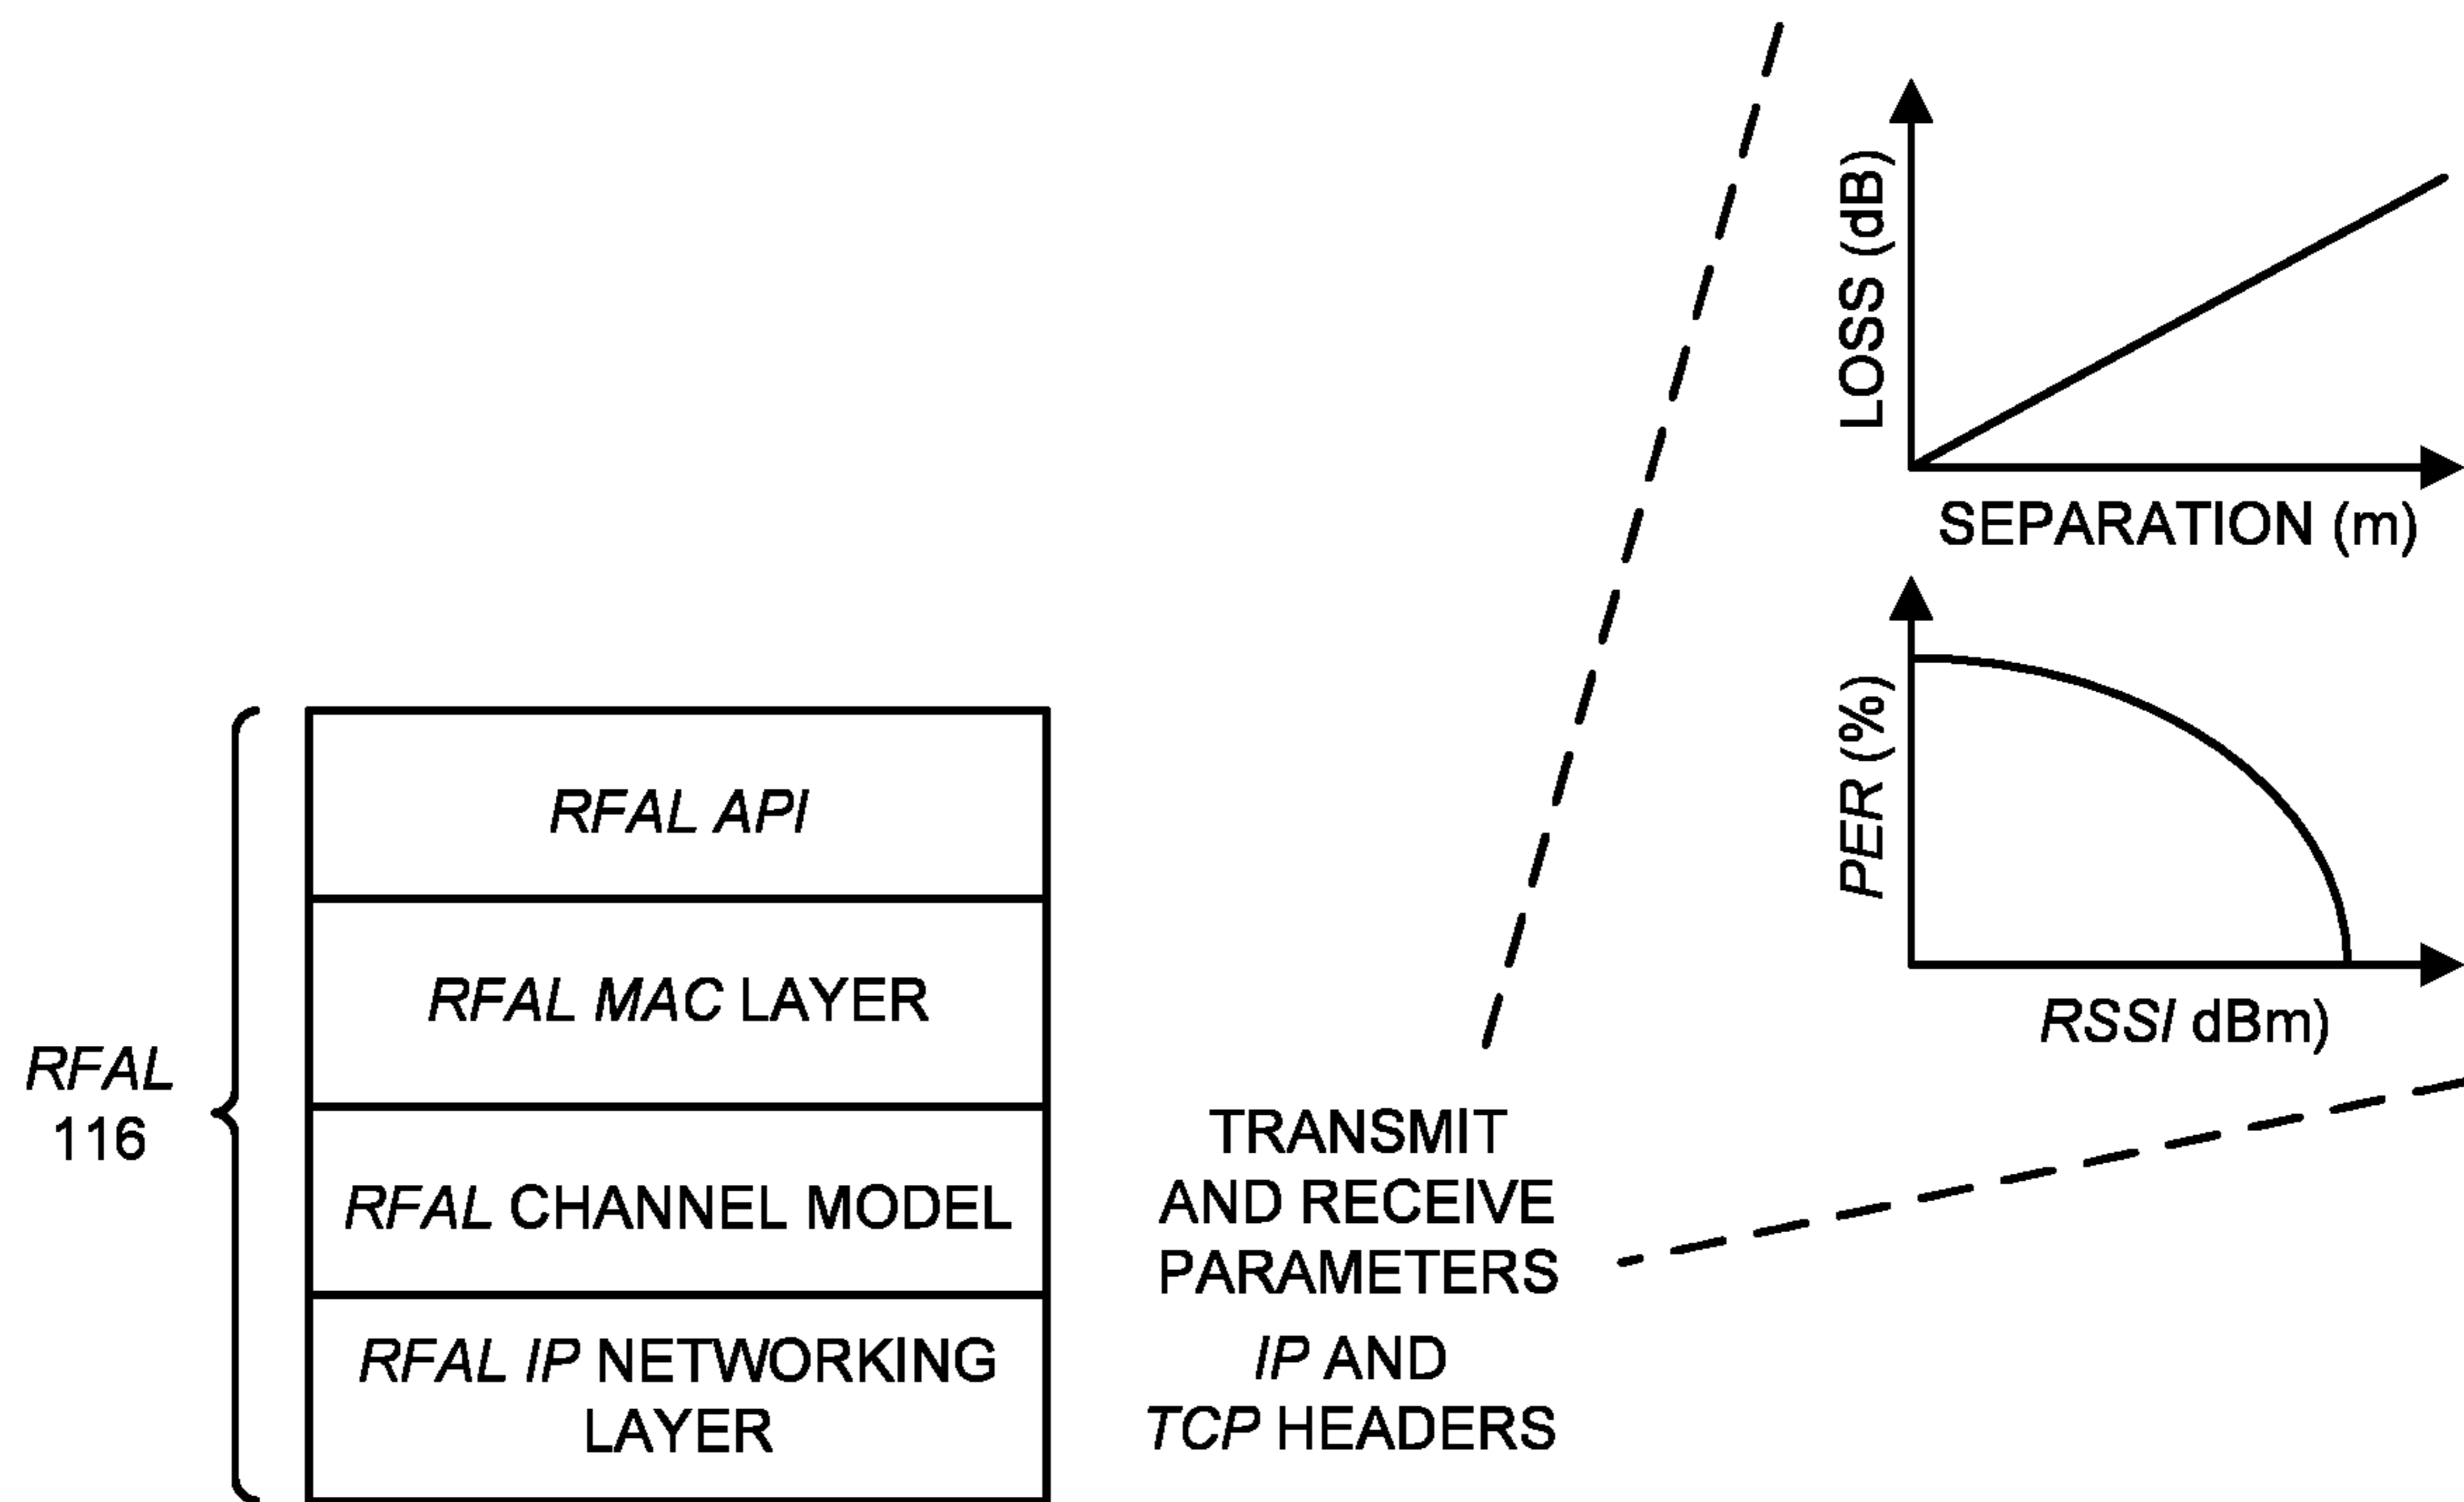 LOSS (dB)
SEPARATION (m)
PER (%)
RSSI dBm)
RFAL
116
RFAL API
RFAL MAC LAYER
RFAL CHANNEL MODEL
RFAL IP NETWORKING
LAYER
TRANSMIT
AND RECEIVE
PARAMETERS
IP AND
TCP HEADERS